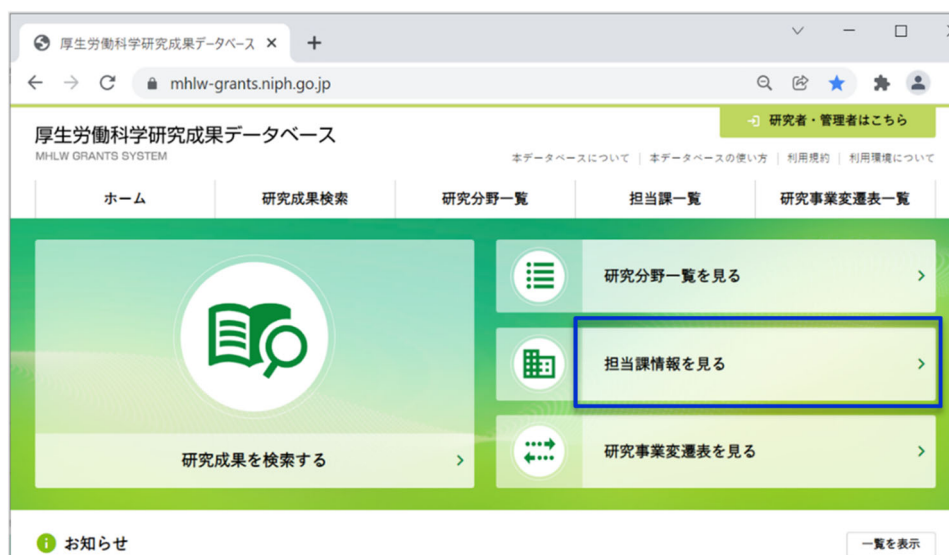 厚生労働科学研究成果データベース
mhlw-grants.niph.go.jp
研究者・管理者はこちら
厚生労働科学研究成果データベース
MHLW GRANTS SYSTEM
本データベースについて | 本データベースの使い方 | 利用規約 | 利用環境について
ホーム 研究成果検索 研究分野一覧 担当課一覧 研究事業変遷表一覧
研究分野一覧を見る
担当課情報を見る
研究事業変遷表を見る
研究成果を検索する
お知らせ
一覧を表示